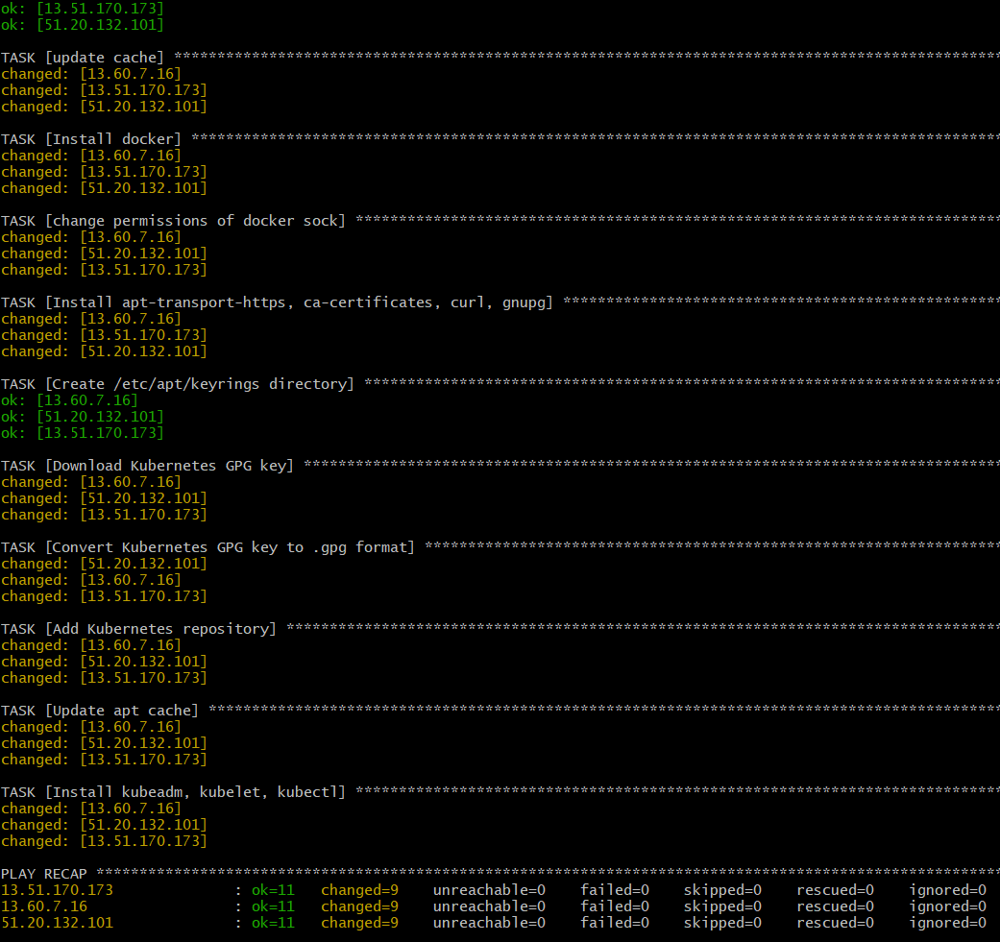 ok: [13.51.170.173]
ok: [51.20.132.101]
TASK [update cache] ************************************************************************************************
changed: [13.60.7.16]
changed: [13.51.170.173]
changed: [51.20.132.101]
TASK [Install docker] **********************************************************************************************
changed: [13.60.7.16]
changed: [13.51.170.173]
changed: [51.20.132.101]
TASK [change permissions of docker sock] ***************************************************************************
changed: [13.60.7.16]
changed: [51.20.132.101]
changed: [13.51.170.173]
TASK [Install apt-transport-https, ca-certificates, curl, gnupg] ***************************************************
changed: [13.60.7.16]
changed: [13.51.170.173]
changed: [51.20.132.101]
TASK [Create /etc/apt/keyrings directory] **************************************************************************
ok: [13.60.7.16]
ok: [51.20.132.101]
ok: [13.51.170.173]
TASK [Download Kubernetes GPG key] *********************************************************************************
changed: [13.60.7.16]
changed: [51.20.132.101]
changed: [13.51.170.173]
TASK [Convert Kubernetes GPG key to .gpg format] *******************************************************************
changed: [51.20.132.101]
changed: [13.60.7.16]
changed: [13.51.170.173]
TASK [Add Kubernetes repository] ***********************************************************************************
changed: [13.60.7.16]
changed: [51.20.132.101]
changed: [13.51.170.173]
TASK [Update apt cache] ********************************************************************************************
changed: [13.60.7.16]
changed: [51.20.132.101]
changed: [13.51.170.173]
TASK [Install kubeadm, kubelet, kubectl] ***************************************************************************
changed: [13.60.7.16]
changed: [51.20.132.101]
changed: [13.51.170.173]
PLAY RECAP *********************************************************************************************************
13.51.170.173              : ok=11   changed=9    unreachable=0    failed=0    skipped=0    rescued=0    ignored=0
13.60.7.16                 : ok=11   changed=9    unreachable=0    failed=0    skipped=0    rescued=0    ignored=0
51.20.132.101              : ok=11   changed=9    unreachable=0    failed=0    skipped=0    rescued=0    ignored=0